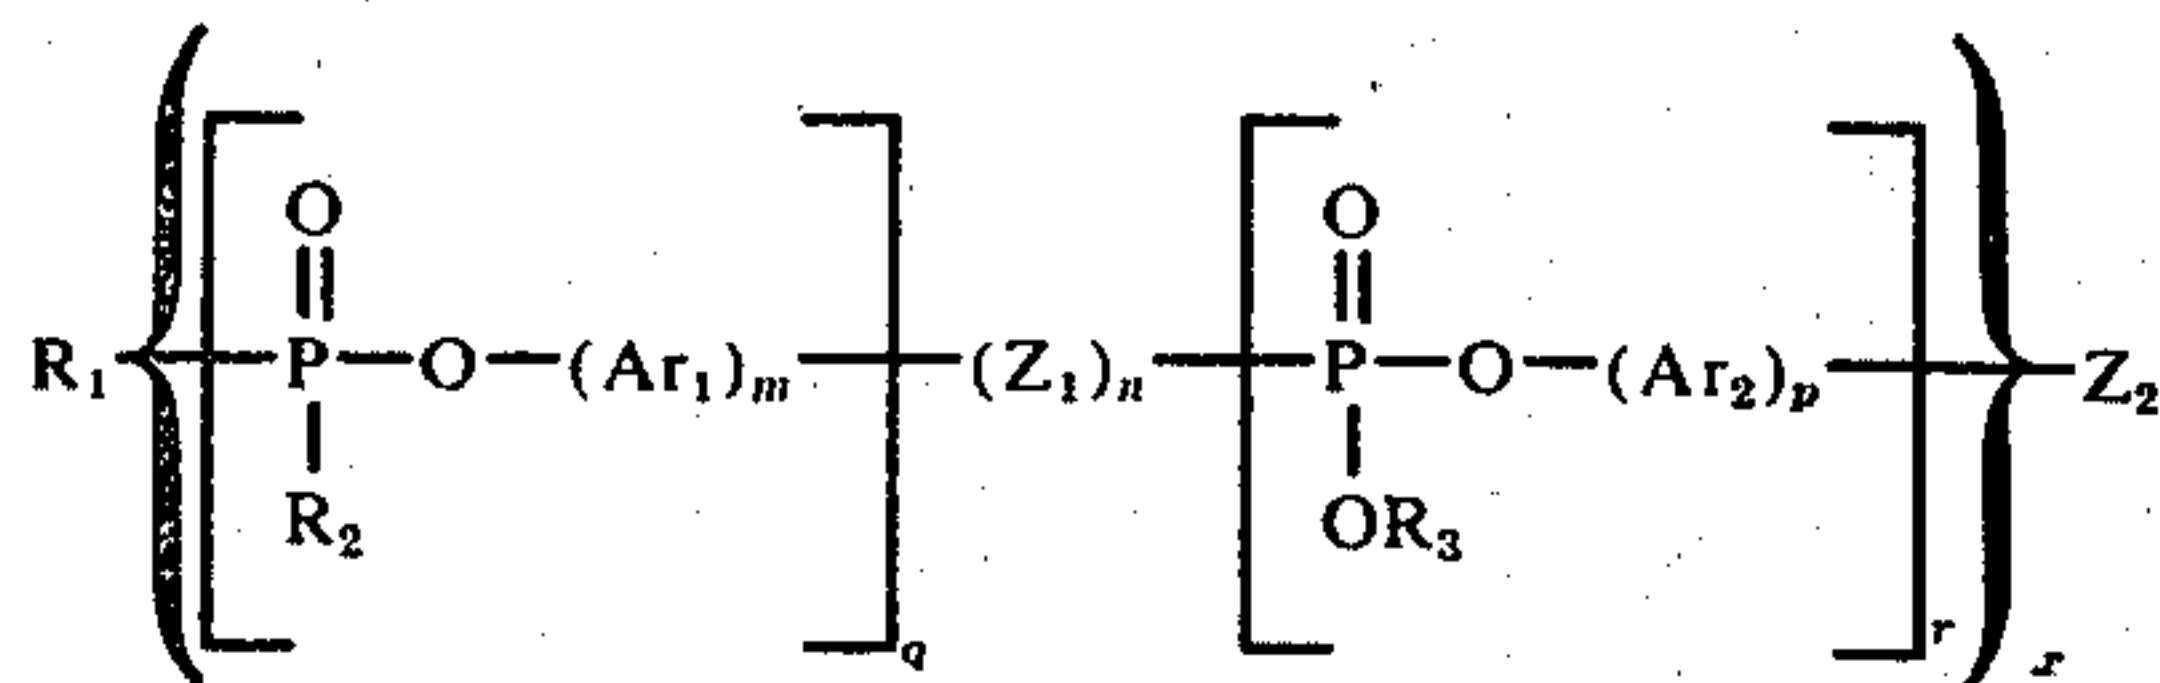 O O
R₁ P—O—(Ar₁)ₘ (Z₁)ₙ P—O—(Ar₂)ₚ Z₂
R₂ OR₃
q r x